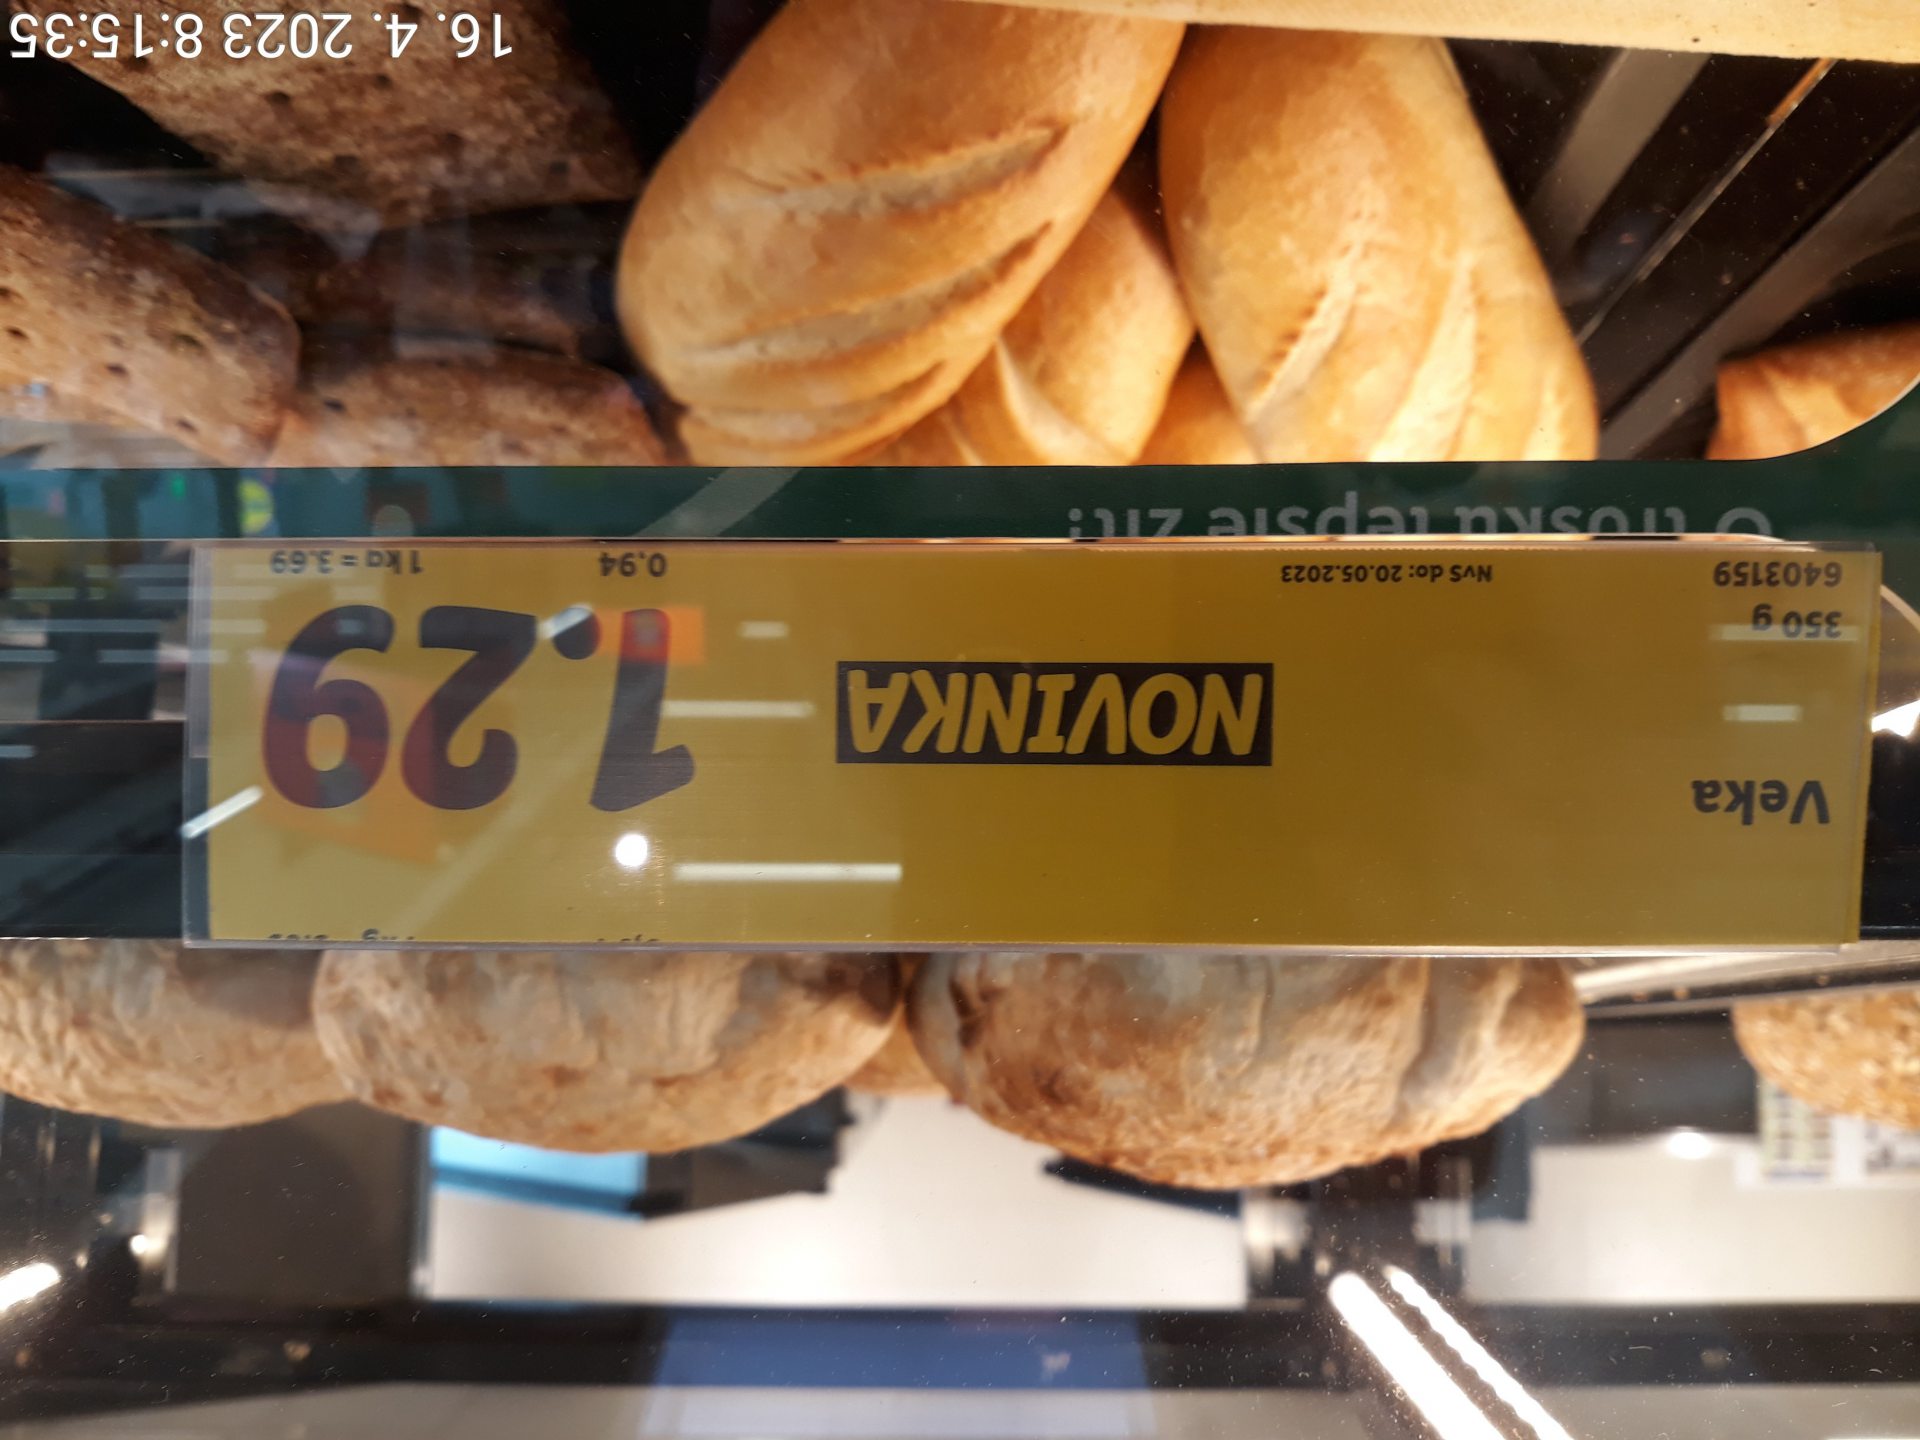 Veka
350 g
6403159
NOVINKA
NvS do: 20.05.2023
1.29
0.94
1 kg = 3.69
O trošku lepšie žiť!
16. 4. 2023 8:15:35